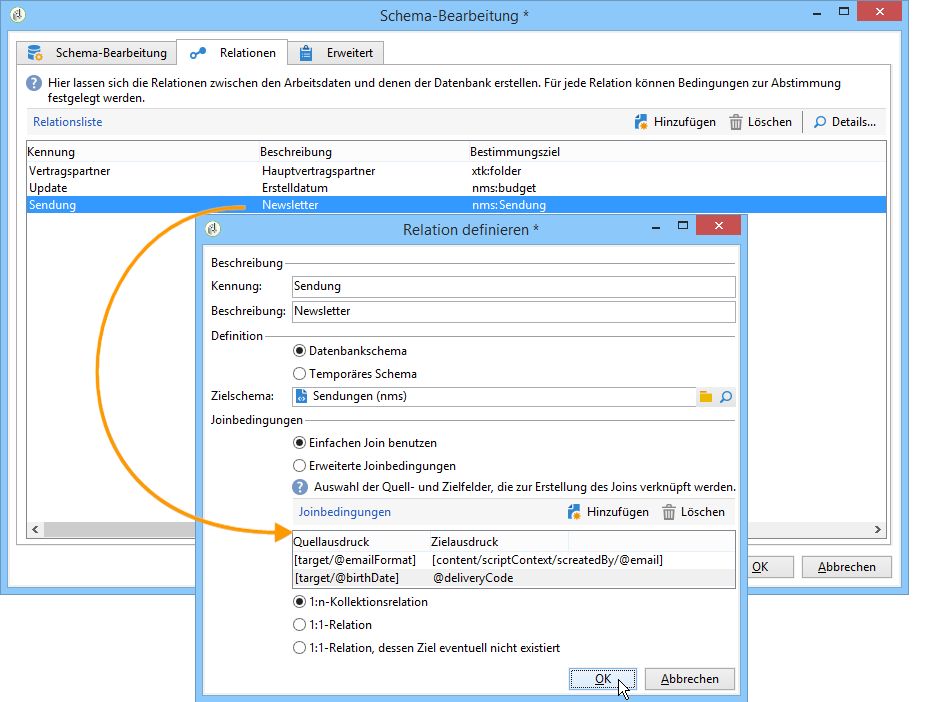 Schema-Bearbeitung *
Schema-Bearbeitung Relationen Erweitert
Hier lassen sich die Relationen zwischen den Arbeitsdaten und denen der Datenbank erstellen. Für jede Relation können Bedingungen zur Abstimmung
festgelegt werden.
Relationsliste Hinzufügen Löschen Details...
Kennung Beschreibung Bestimmungsziel
Vertragspartner Hauptvertragspartner xtk:folder
Update Erstelldatum nms:budget
Sendung Newsletter nms:Sendung
Relation definieren *
Beschreibung
Kennung: Sendung
Beschreibung: Newsletter
Definition
Datenbankschema
Temporäres Schema
Zielschema: Sendungen (nms)
Joinbedingungen
Einfachen Join benutzen
Erweiterte Joinbedingungen
Auswahl der Quell- und Zielfelder, die zur Erstellung des Joins verknüpft werden.
Joinbedingungen Hinzufügen Löschen
Quellausdruck Zielausdruck
[target/@emailFormat] [content/scriptContext/screatedBy/@email]
[target/@birthDate] @deliveryCode
1:n-Kollektionsrelation
1:1-Relation
1:1-Relation, dessen Ziel eventuell nicht existiert
OK Abbrechen
OK Abbrechen